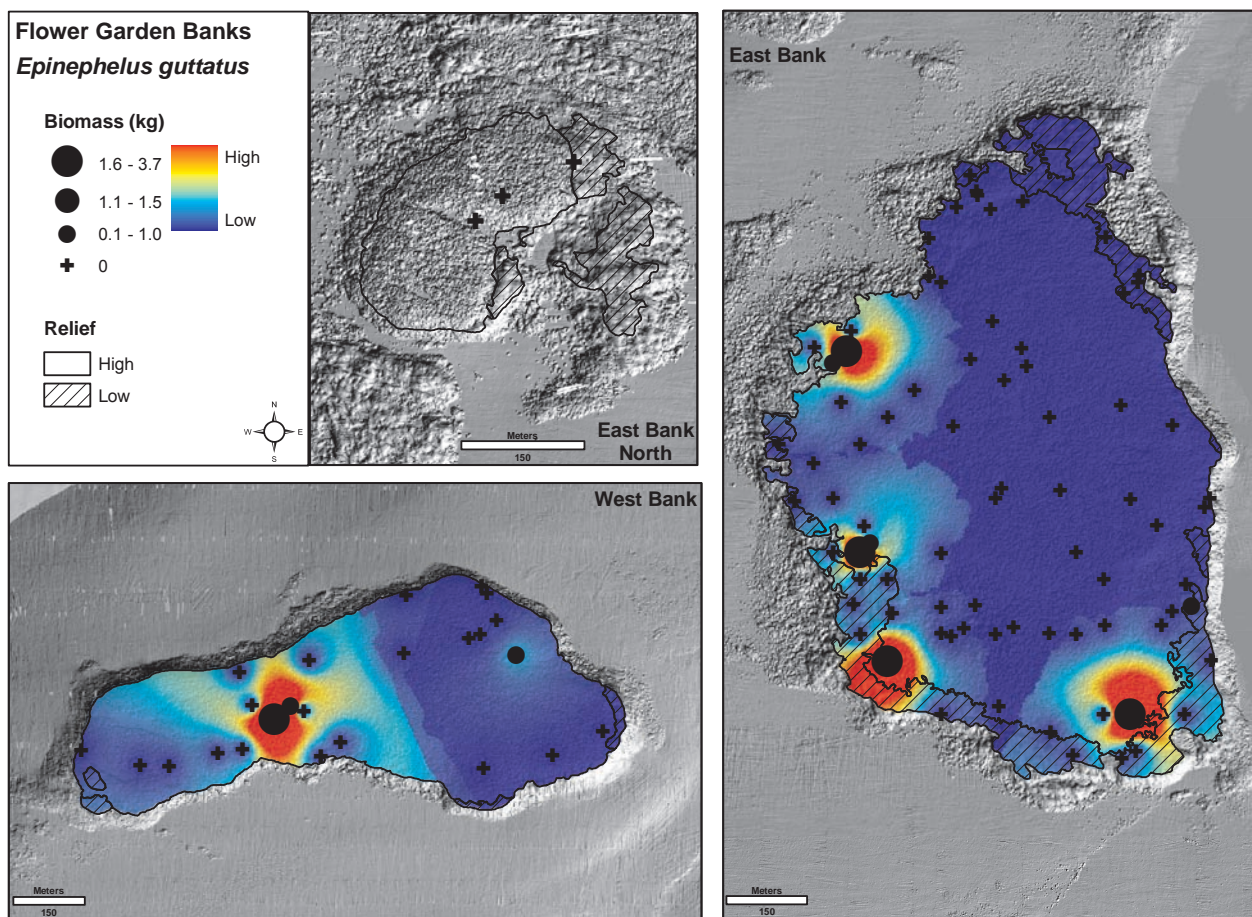 Flower Garden Banks
Epinephelus guttatus
Biomass (kg)
1.6 - 3.7
High
1.1 - 1.5
Low
0.1 - 1.0
0
Relief
High
Low
N
W E
S
Meters
150
East Bank
North
East Bank
Meters
150
West Bank
Meters
150